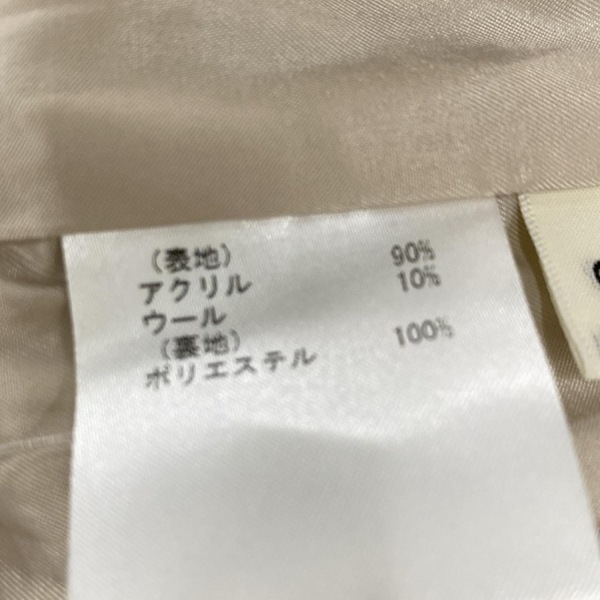 (表地)
アクリル 90%
ウール 10%
(裏地)
ポリエステル 100%